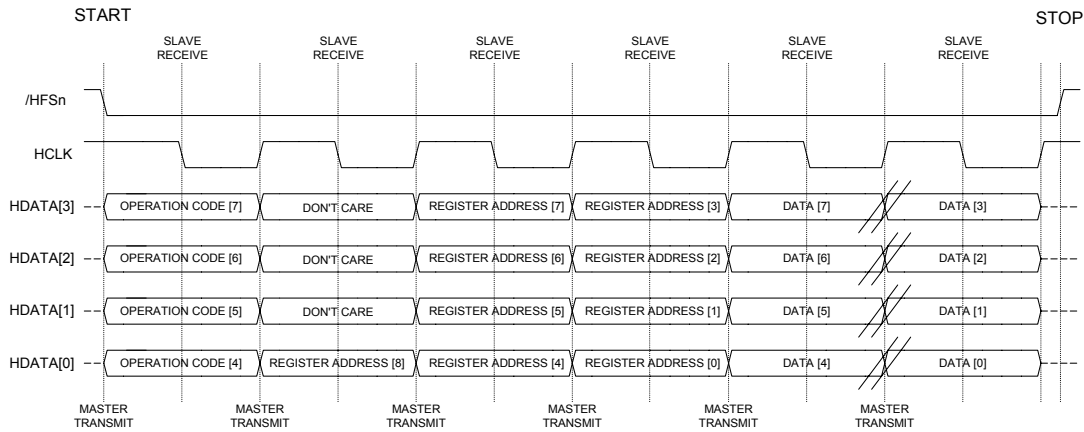 START STOP
SLAVE RECEIVE SLAVE RECEIVE SLAVE RECEIVE SLAVE RECEIVE SLAVE RECEIVE SLAVE RECEIVE
/HFSn
HCLK
HDATA[3] OPERATION CODE [7] DON'T CARE REGISTER ADDRESS [7] REGISTER ADDRESS [3] DATA [7] DATA [3]
HDATA[2] OPERATION CODE [6] DON'T CARE REGISTER ADDRESS [6] REGISTER ADDRESS [2] DATA [6] DATA [2]
HDATA[1] OPERATION CODE [5] DON'T CARE REGISTER ADDRESS [5] REGISTER ADDRESS [1] DATA [5] DATA [1]
HDATA[0] OPERATION CODE [4] REGISTER ADDRESS [8] REGISTER ADDRESS [4] REGISTER ADDRESS [0] DATA [4] DATA [0]
MASTER TRANSMIT MASTER TRANSMIT MASTER TRANSMIT MASTER TRANSMIT MASTER TRANSMIT MASTER TRANSMIT